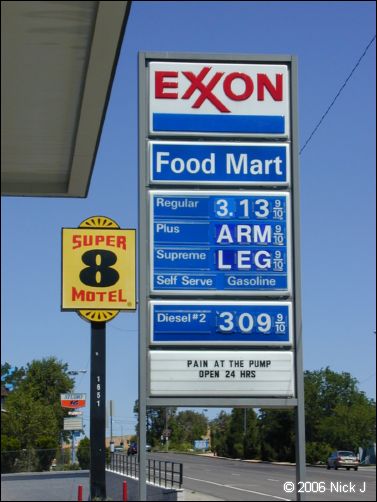 EXXON
Food Mart
Regular 3.13 9/10
Plus ARM 9/10
Supreme LEG 9/10
Self Serve Gasoline
Diesel #2 309 9/10
PAIN AT THE PUMP
OPEN 24 HRS
SUPER
8
MOTEL
1651
© 2006 Nick J